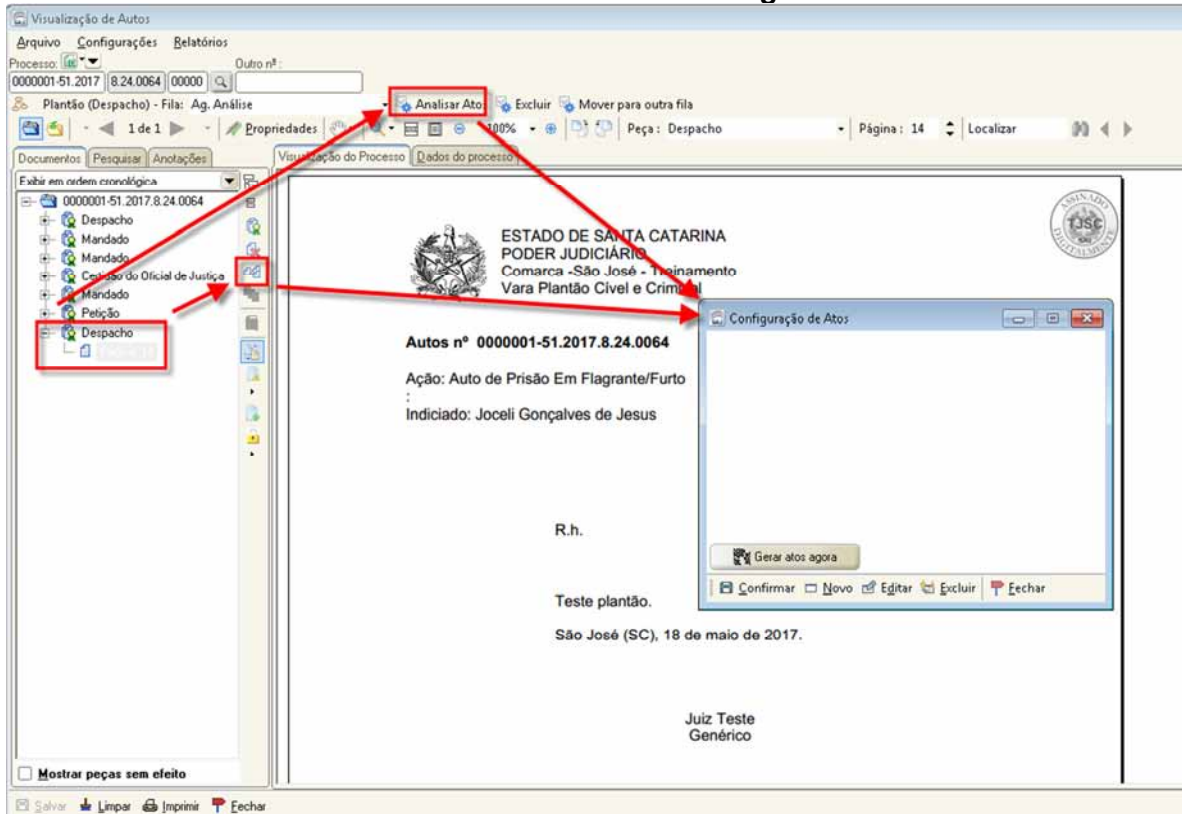 Visualização de Autos
Arquivo Configurações Relatórios
Processo: Outro nº :
0000001-51.2017 8.24.0064 00000
Plantão (Despacho) - Fila: Ag. Análise Analisar Atos Excluir Mover para outra fila
1 de 1 Propriedades 100% Peça : Despacho Página : 14 Localizar
Documentos Pesquisar Anotações Visualização do Processo Dados do processo
Exibir em ordem cronológica
0000001-51.2017.8.24.0064
Despacho
Mandado
Mandado
Certidão do Oficial de Justiça
Mandado
Petição
Despacho
Mostrar peças sem efeito
ASSINADO
TJSC
DIGITALMENTE
ESTADO DE SANTA CATARINA
PODER JUDICIÁRIO
Comarca -São José - Treinamento
Vara Plantão Cível e Criminal
Autos nº 0000001-51.2017.8.24.0064
Ação: Auto de Prisão Em Flagrante/Furto
:
Indiciado: Joceli Gonçalves de Jesus
R.h.
Teste plantão.
São José (SC), 18 de maio de 2017.
Juiz Teste
Genérico
Configuração de Atos
Gerar atos agora
Confirmar Novo Editar Excluir Fechar
Salvar Limpar Imprimir Fechar